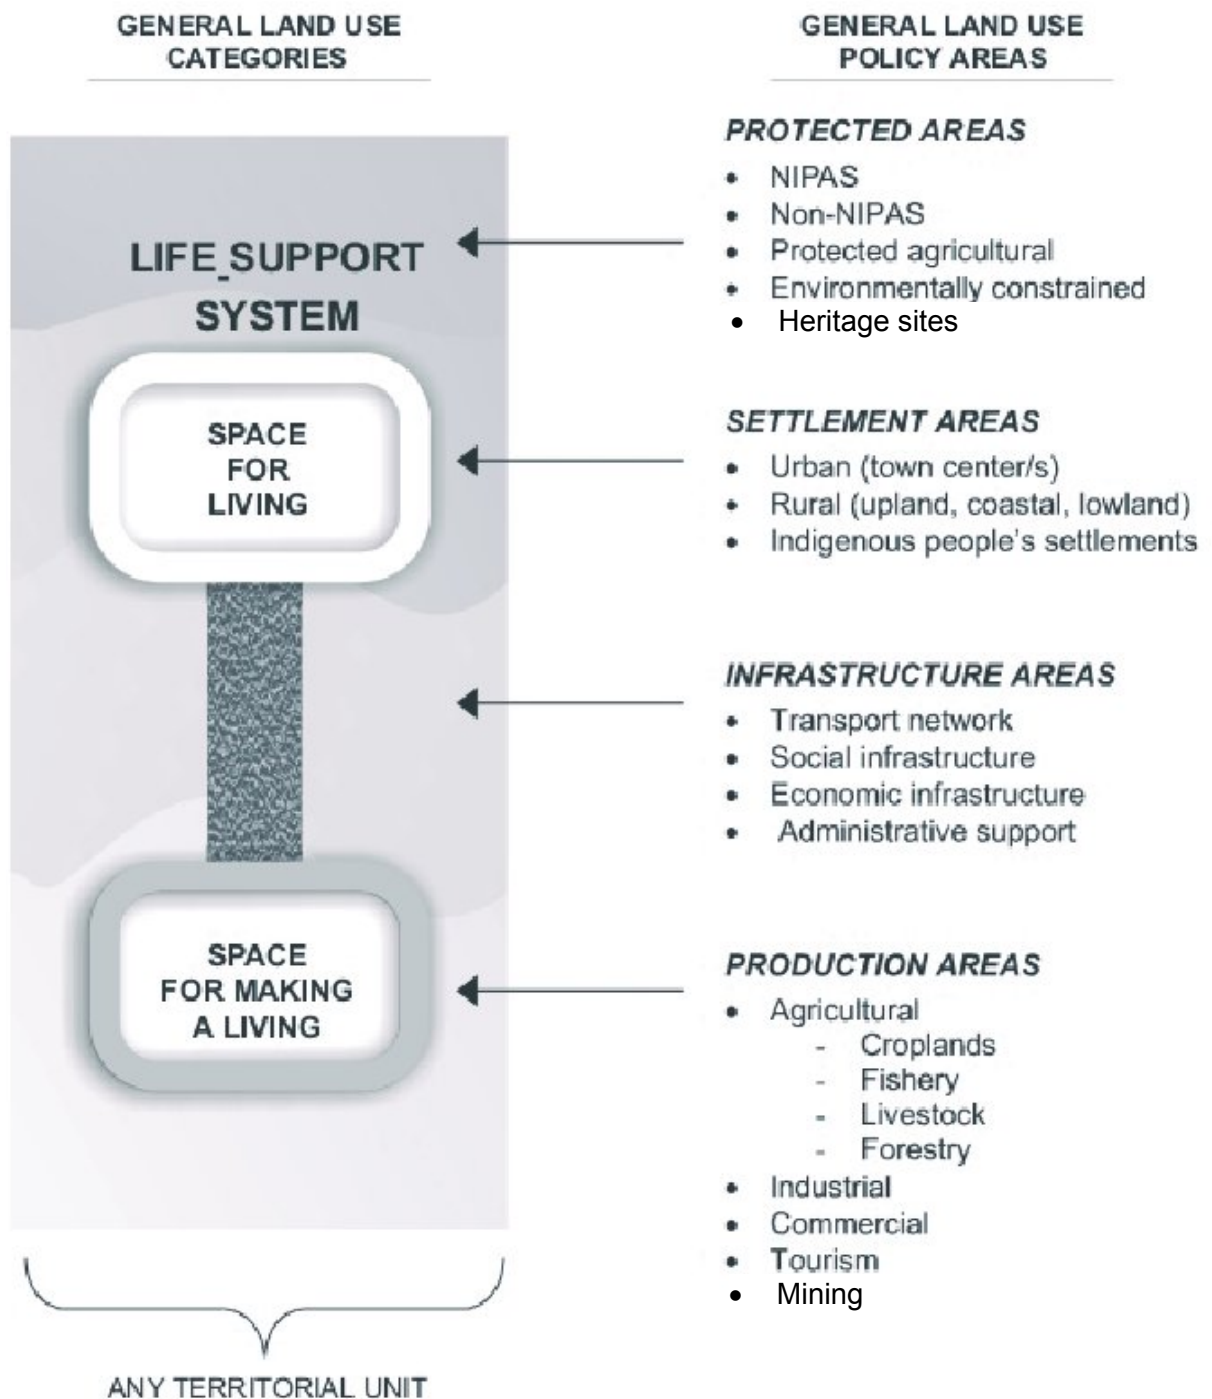 GENERAL LAND USE
CATEGORIES
LIFE_SUPPORT
SYSTEM
SPACE
FOR
LIVING
SPACE
FOR MAKING
A LIVING
ANY TERRITORIAL UNIT
GENERAL LAND USE
POLICY AREAS
PROTECTED AREAS
• NIPAS
• Non-NIPAS
• Protected agricultural
• Environmentally constrained
• Heritage sites
SETTLEMENT AREAS
• Urban (town center/s)
• Rural (upland, coastal, lowland)
• Indigenous people's settlements
INFRASTRUCTURE AREAS
• Transport network
• Social infrastructure
• Economic infrastructure
• Administrative support
PRODUCTION AREAS
• Agricultural
- Croplands
- Fishery
- Livestock
- Forestry
• Industrial
• Commercial
• Tourism
• Mining